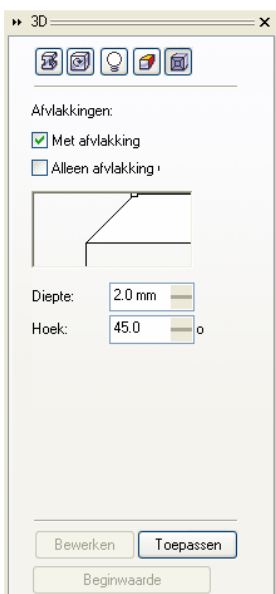 3D
Afvlakkingen:
Met afvlakking
Alleen afvlakking
Diepte: 2.0 mm
Hoek: 45.0 o
Bewerken Toepassen
Beginwaarde